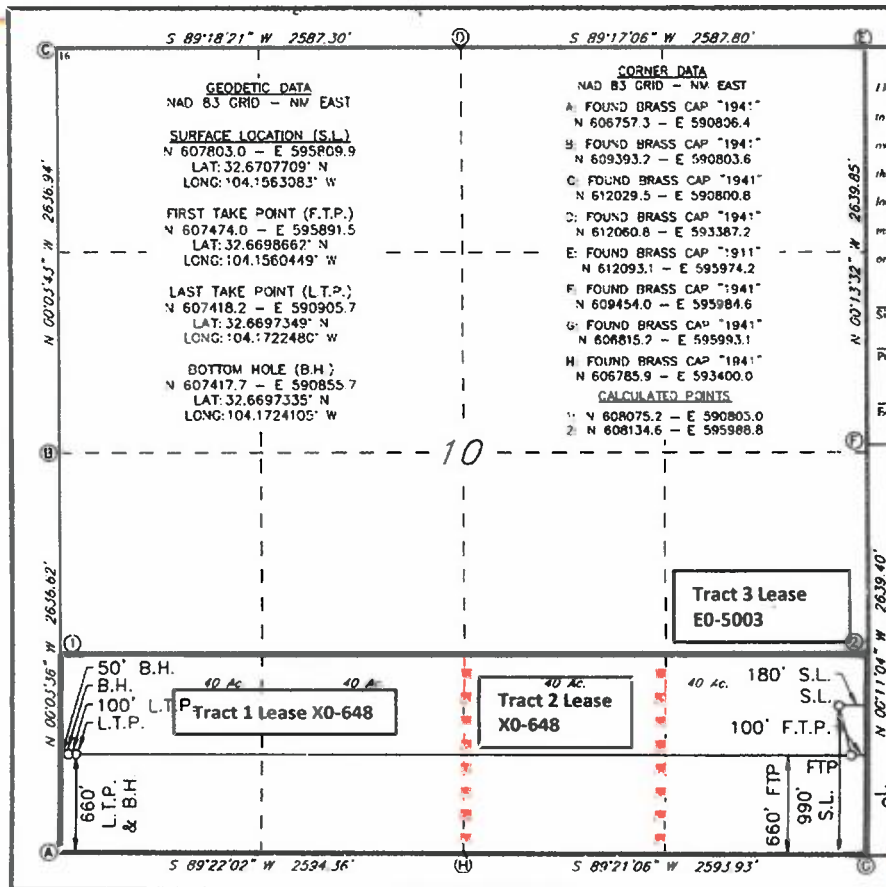 S 89°18'21" W 2587.30'
S 89°17'06" W 2587.80'
C
16
D
E
GEODETIC DATA
NAD 83 GRID - NM EAST
SURFACE LOCATION (S.L.)
N 607803.0 - E 595809.9
LAT: 32.6707709° N
LONG: 104.1563083° W
FIRST TAKE POINT (F.T.P.)
N 607474.0 - E 595891.5
LAT: 32.6698662° N
LONG: 104.1560449° W
LAST TAKE POINT (L.T.P.)
N 607418.2 - E 590905.7
LAT: 32.6697349° N
LONG: 104.1722480° W
BOTTOM HOLE (B.H.)
N 607417.7 - E 590855.7
LAT: 32.6697335° N
LONG: 104.1724105° W
CORNER DATA
NAD 83 GRID - NM EAST
A: FOUND BRASS CAP "1941"
N 606757.3 - E 590806.4
B: FOUND BRASS CAP "1941"
N 609393.2 - E 590803.6
C: FOUND BRASS CAP "1941"
N 612029.5 - E 590800.8
D: FOUND BRASS CAP "1941"
N 612060.8 - E 593387.2
E: FOUND BRASS CAP "1911"
N 612093.1 - E 595974.2
F: FOUND BRASS CAP "1941"
N 609454.0 - E 595984.6
G: FOUND BRASS CAP "1941"
N 606815.2 - E 595993.1
H: FOUND BRASS CAP "1941"
N 606785.9 - E 593400.0
CALCULATED POINTS
1: N 608075.2 - E 590805.0
2: N 608134.6 - E 595988.8
N 00°03'43" W 2636.94'
N 00°13'32" W 2639.85'
B
10
F
N 00°03'36" W 2636.62'
N 00°11'04" W 2639.40'
Tract 3 Lease
E0-5003
1
2
50' B.H.
B.H.
100' L.T.P.
L.T.P.
40 Ac.
40 Ac.
40 Ac.
40 Ac.
Tract 1 Lease X0-648
Tract 2 Lease
X0-648
180' S.L.
S.L.
100' F.T.P.
FTP
660'
L.T.P.
& B.H
660' FTP
990'
S.L.
A
S 89°22'02" W 2594.36'
H
S 89°21'06" W 2593.93'
G